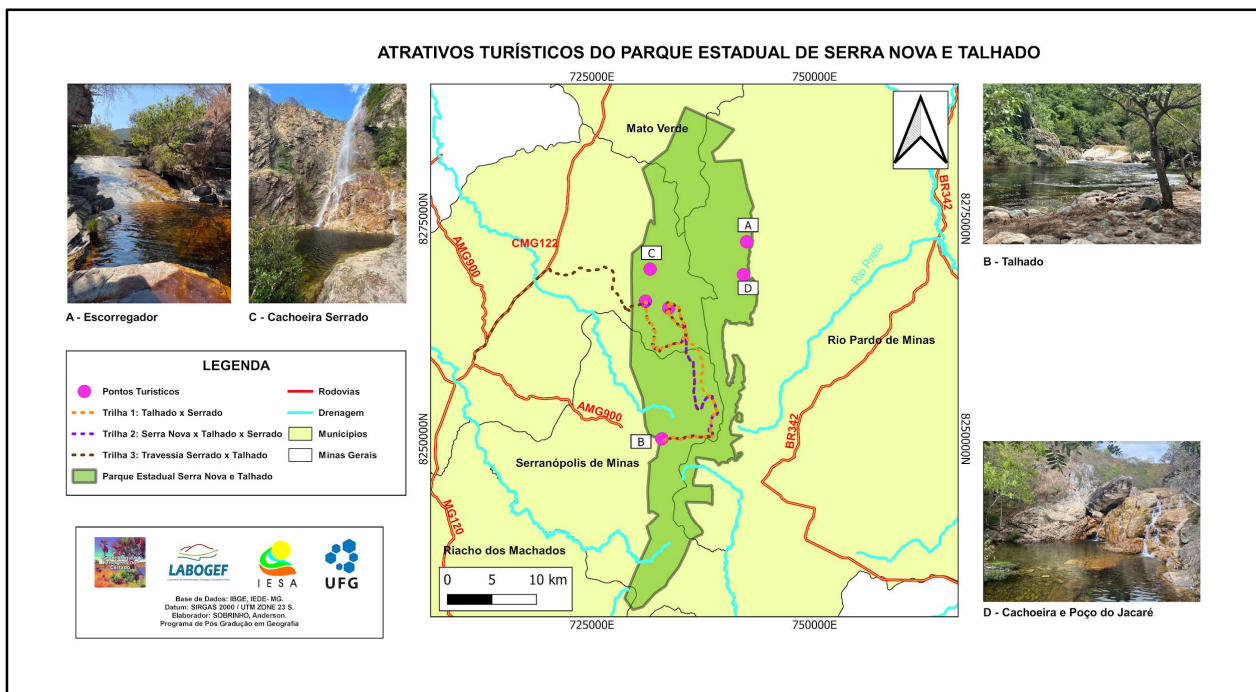 ATRATIVOS TURÍSTICOS DO PARQUE ESTADUAL DE SERRA NOVA E TALHADO
725000E
750000E
8275000N
8275000N
8250000N
8250000N
725000E
750000E
Mato Verde
CMG122
AMG900
AMG900
MG120
BR342
BR342
Rio Preto
Rio Pardo de Minas
Serranópolis de Minas
Riacho dos Machados
A
B
C
D
0 5 10 km
A - Escorregador
C - Cachoeira Serrado
B - Talhado
D - Cachoeira e Poço do Jacaré
LEGENDA
Pontos Turísticos
Trilha 1: Talhado x Serrado
Trilha 2: Serra Nova x Talhado x Serrado
Trilha 3: Travessia Serrado x Talhado
Parque Estadual Serra Nova e Talhado
Rodovias
Drenagem
Municípios
Minas Gerais
LABOGEF
IESA
UFG
Base de Dados: IBGE, IEDE- MG.
Datum: SIRGAS 2000 / UTM ZONE 23 S.
Elaborador: SOBRINHO, Anderson.
Programa de Pós Gradução em Geografia